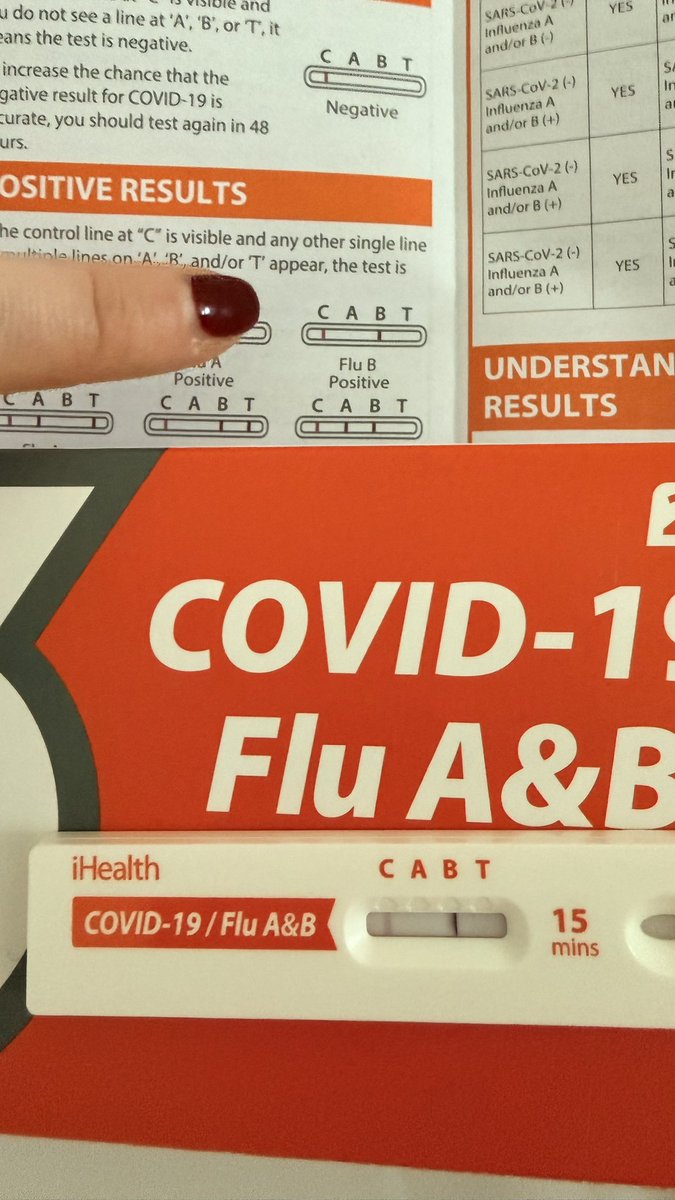 is visible and
u do not see a line at 'A', 'B', or 'T', it
eans the test is negative.
increase the chance that the
gative result for COVID-19 is
curate, you should test again in 48
urs.
C A B T
Negative
OSITIVE RESULTS
he control line at "C" is visible and any other single line
multiple lines on 'A', 'B', and/or 'T' appear, the test is
A
Positive
C A B T
Flu B
Positive
C A B T
C A B T
C A B T
SARS-CoV-2 (-)
Influenza A
and/or B (-)
YES
SARS-CoV-2 (-)
Influenza A
and/or B (+)
YES
SARS-CoV-2 (-)
Influenza A
and/or B (+)
YES
SARS-CoV-2 (-)
Influenza A
and/or B (+)
YES
UNDERSTAN
RESULTS
COVID-19
Flu A&B
iHealth
C A B T
COVID-19 / Flu A&B
15
mins